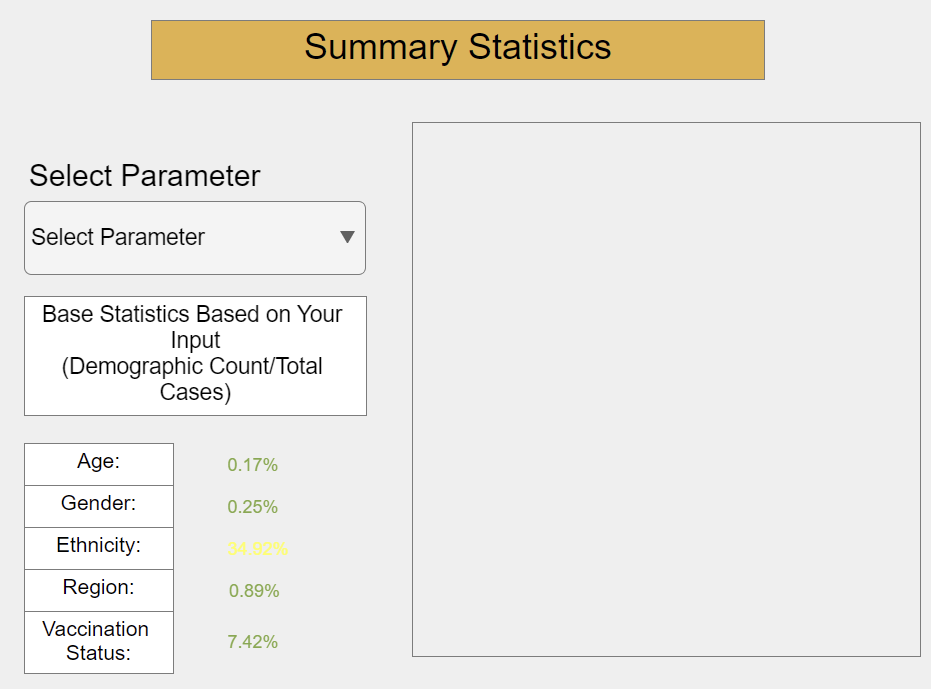 Summary Statistics
Select Parameter
Select Parameter
Base Statistics Based on Your
Input
(Demographic Count/Total
Cases)
Age: 0.17%
Gender: 0.25%
Ethnicity: 34.92%
Region: 0.89%
Vaccination
Status: 7.42%